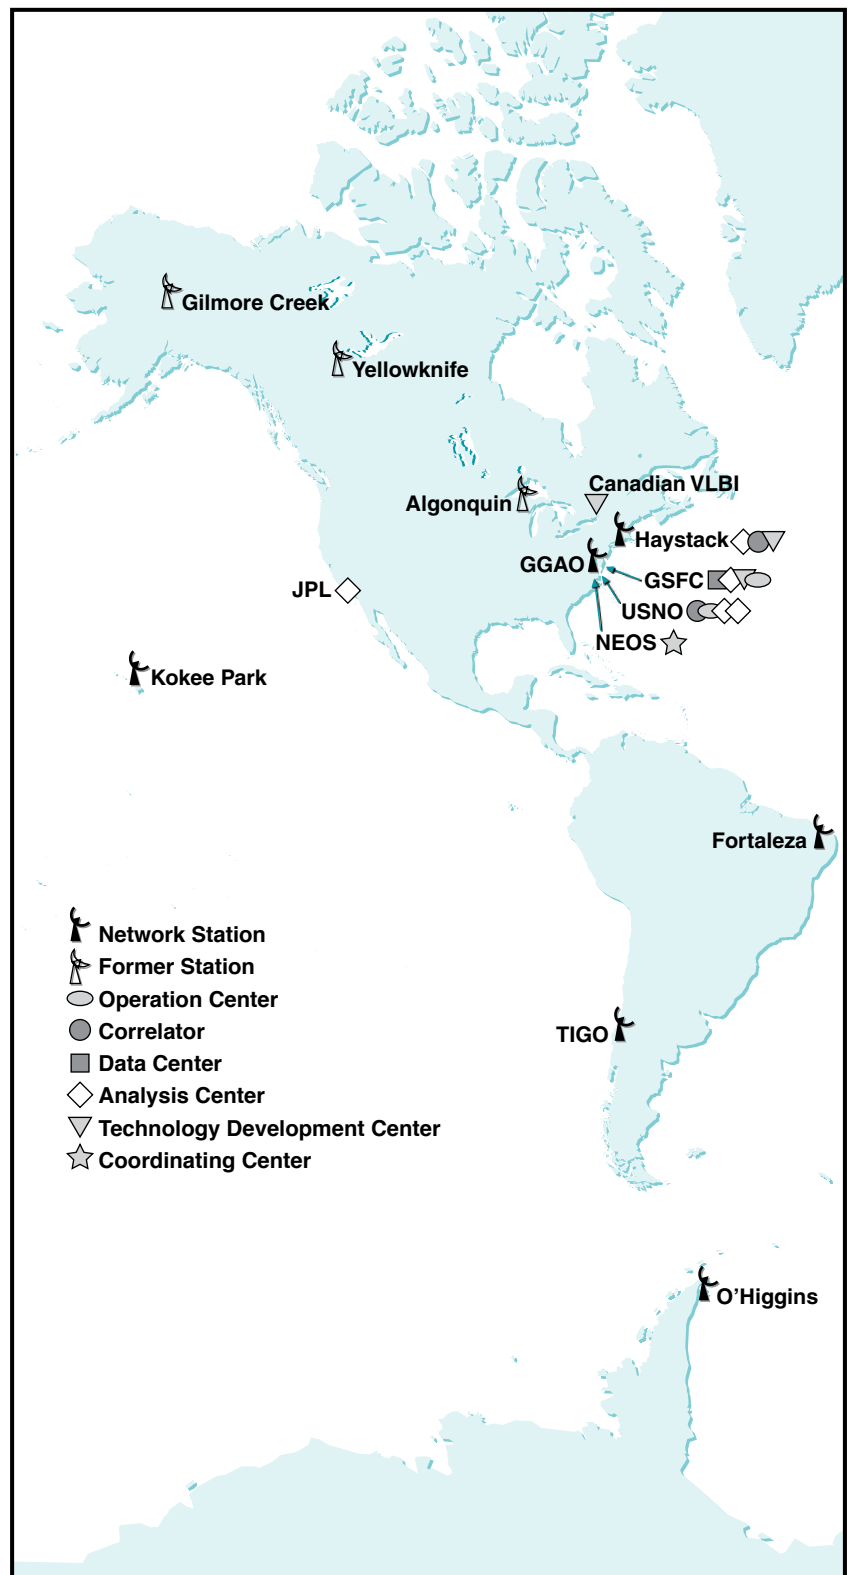 Gilmore Creek
Yellowknife
Canadian VLBI
Algonquin
Haystack
GGAO
GSFC
JPL
USNO
NEOS
Kokee Park
Fortaleza
Network Station
Former Station
Operation Center
Correlator
TIGO
Data Center
Analysis Center
Technology Development Center
Coordinating Center
O’Higgins